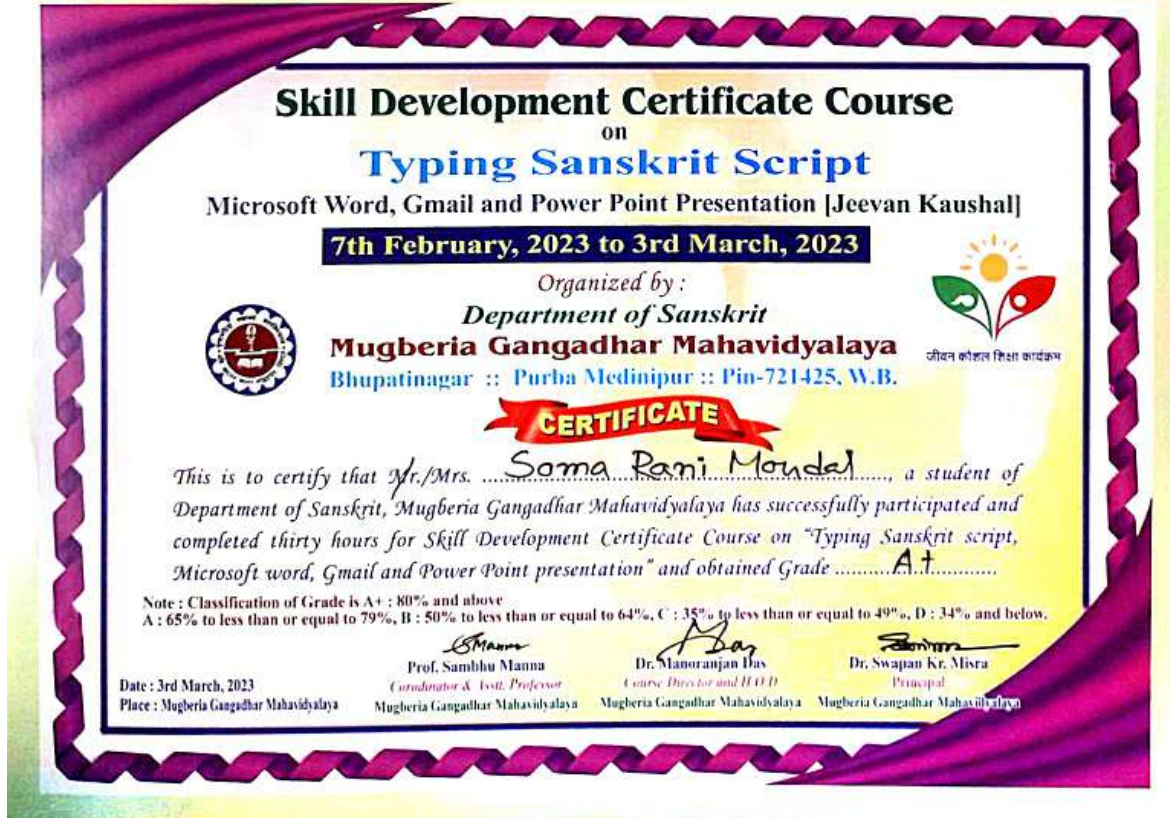 Skill Development Certificate Course
on
Typing Sanskrit Script
Microsoft Word, Gmail and Power Point Presentation [Jeevan Kaushal]
7th February, 2023 to 3rd March, 2023
Organized by :
Department of Sanskrit
Mugberia Gangadhar Mahavidyalaya
Bhupatinagar :: Purba Medinipur :: Pin-721425, W.B.
जीवन कौशल शिक्षा कार्यक्रम
CERTIFICATE
This is to certify that Mr./Mrs. Soma Rani Mondal, a student of
Department of Sanskrit, Mugberia Gangadhar Mahavidyalaya has successfully participated and
completed thirty hours for Skill Development Certificate Course on "Typing Sanskrit script,
Microsoft word, Gmail and Power Point presentation" and obtained Grade A+
Note : Classification of Grade is A+ : 80% and above
A : 65% to less than or equal to 79%, B : 50% to less than or equal to 64%, C : 35% to less than or equal to 49%, D : 34% and below.
Prof. Sambhu Manna
Coordinator & Asstt. Professor
Mugberia Gangadhar Mahavidyalaya
Dr. Manoranjan Das
Course Director and H.O.D
Mugberia Gangadhar Mahavidyalaya
Dr. Swapan Kr. Misra
Principal
Mugberia Gangadhar Mahavidyalaya
Date : 3rd March, 2023
Place : Mugberia Gangadhar Mahavidyalaya